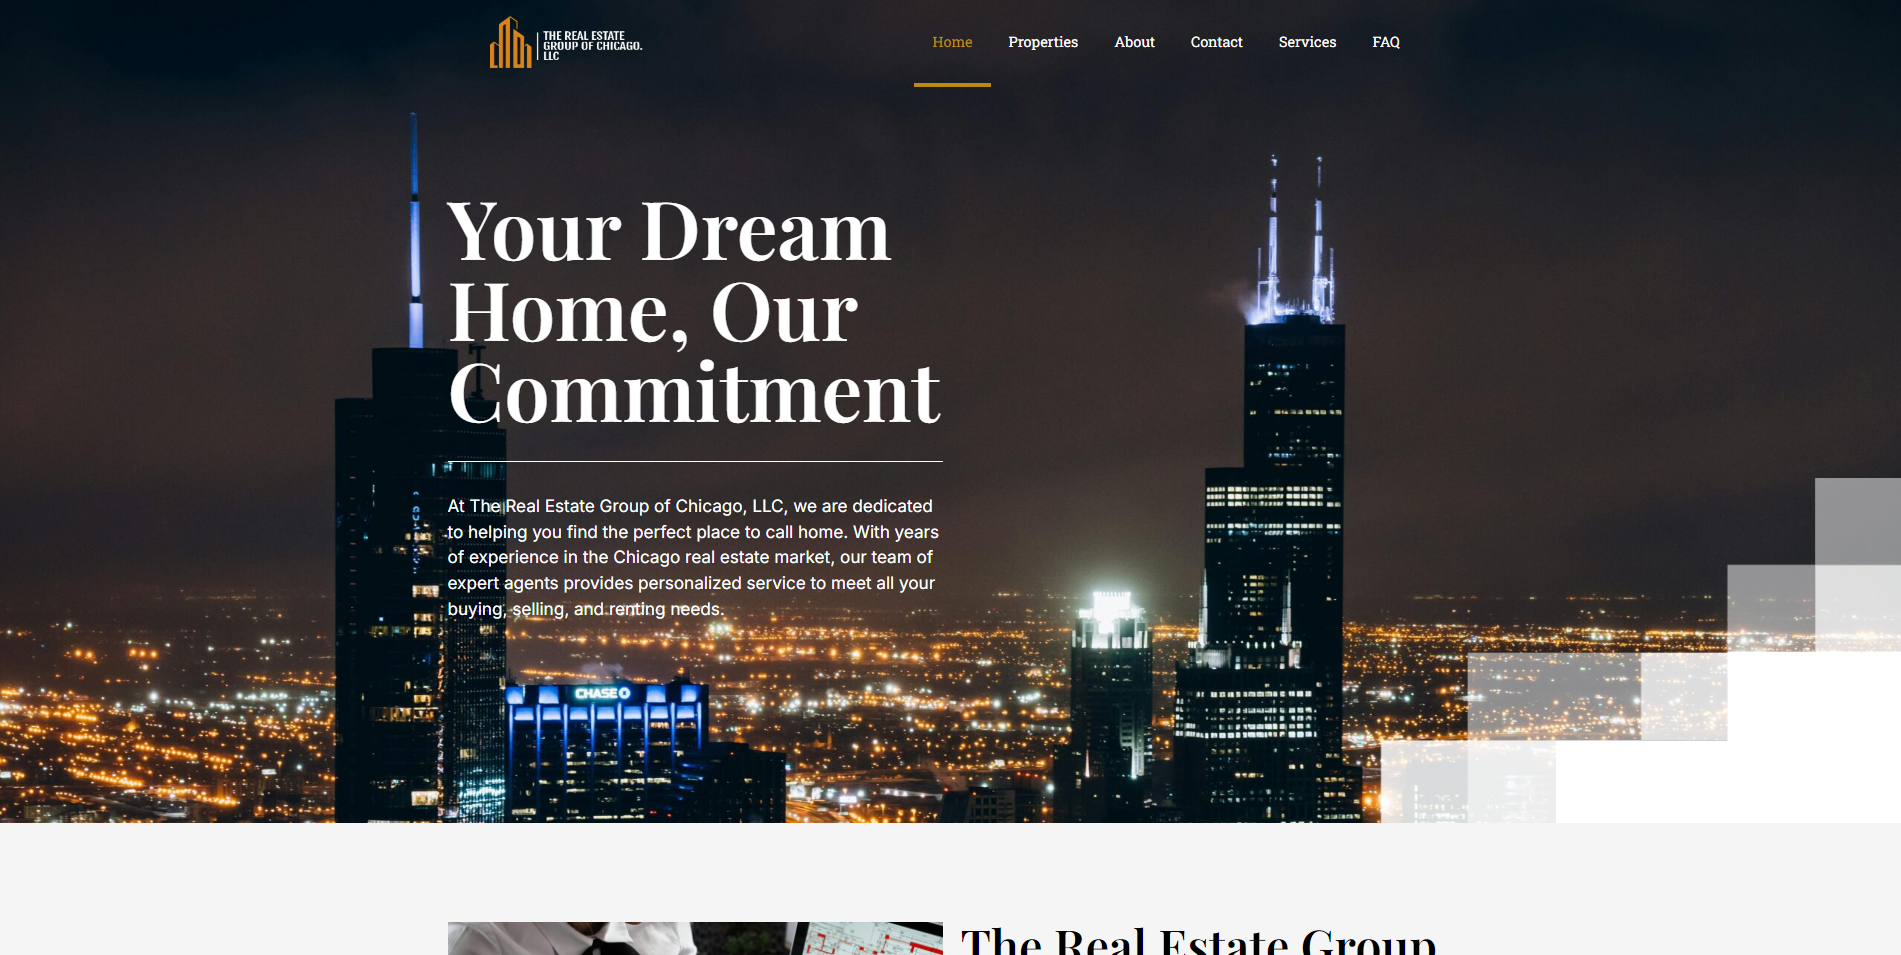 THE REAL ESTATE
GROUP OF CHICAGO.
LLC
Home
Properties
About
Contact
Services
FAQ
Your Dream
Home, Our
Commitment
At The Real Estate Group of Chicago, LLC, we are dedicated
to helping you find the perfect place to call home. With years
of experience in the Chicago real estate market, our team of
expert agents provides personalized service to meet all your
buying, selling, and renting needs.
CHASE
The Real Estate Group